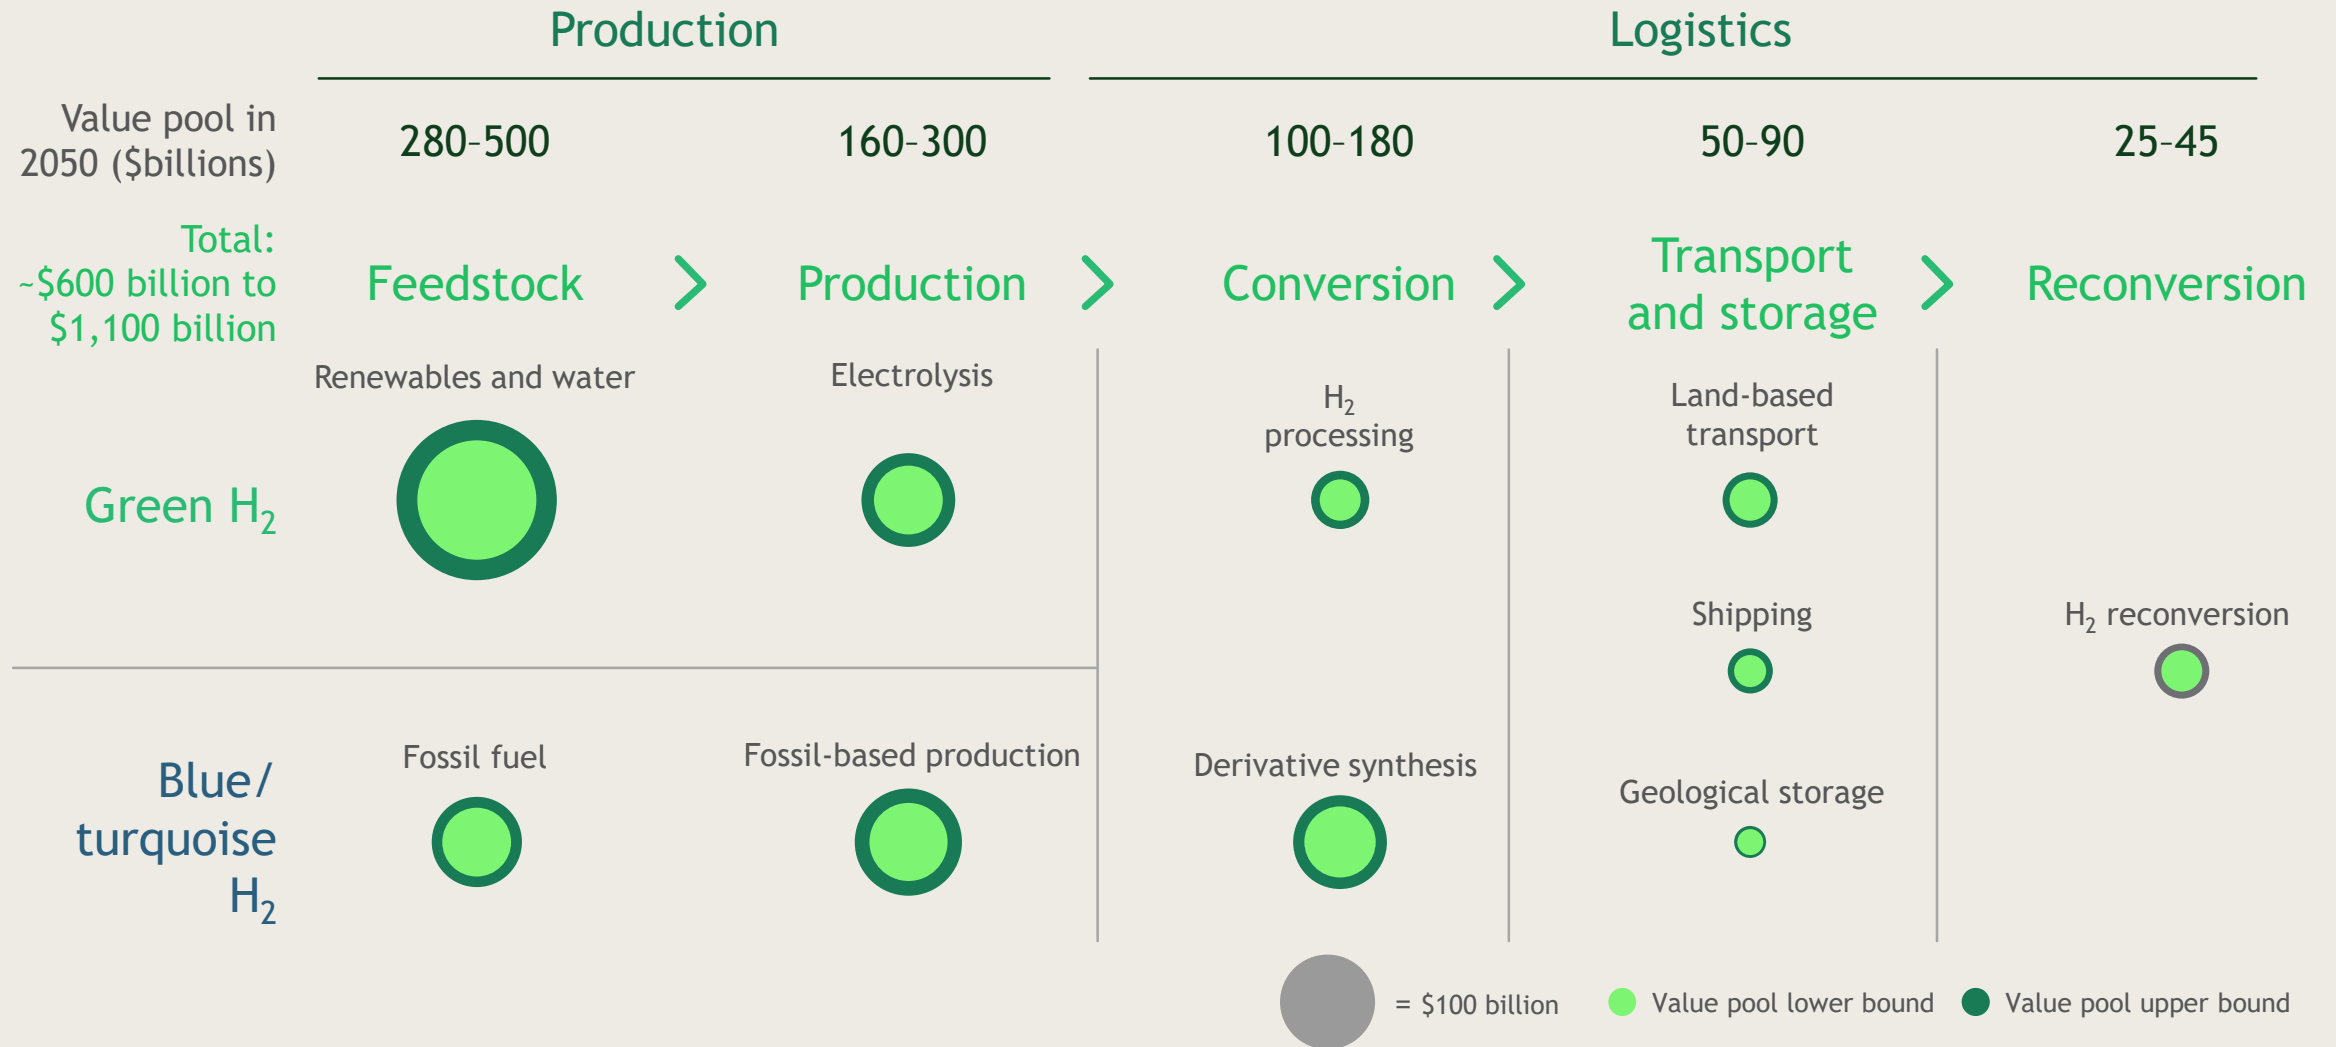 Production
Logistics
Value pool in
2050 ($billions)
280–500
160–300
100–180
50–90
25–45
Total:
~$600 billion to
$1,100 billion
Feedstock
Production
Conversion
Transport
and storage
Reconversion
Renewables and water
Electrolysis
H₂
processing
Land-based
transport
Green H₂
Shipping
H₂ reconversion
Blue/
turquoise
H₂
Fossil fuel
Fossil-based production
Derivative synthesis
Geological storage
= $100 billion
Value pool lower bound
Value pool upper bound